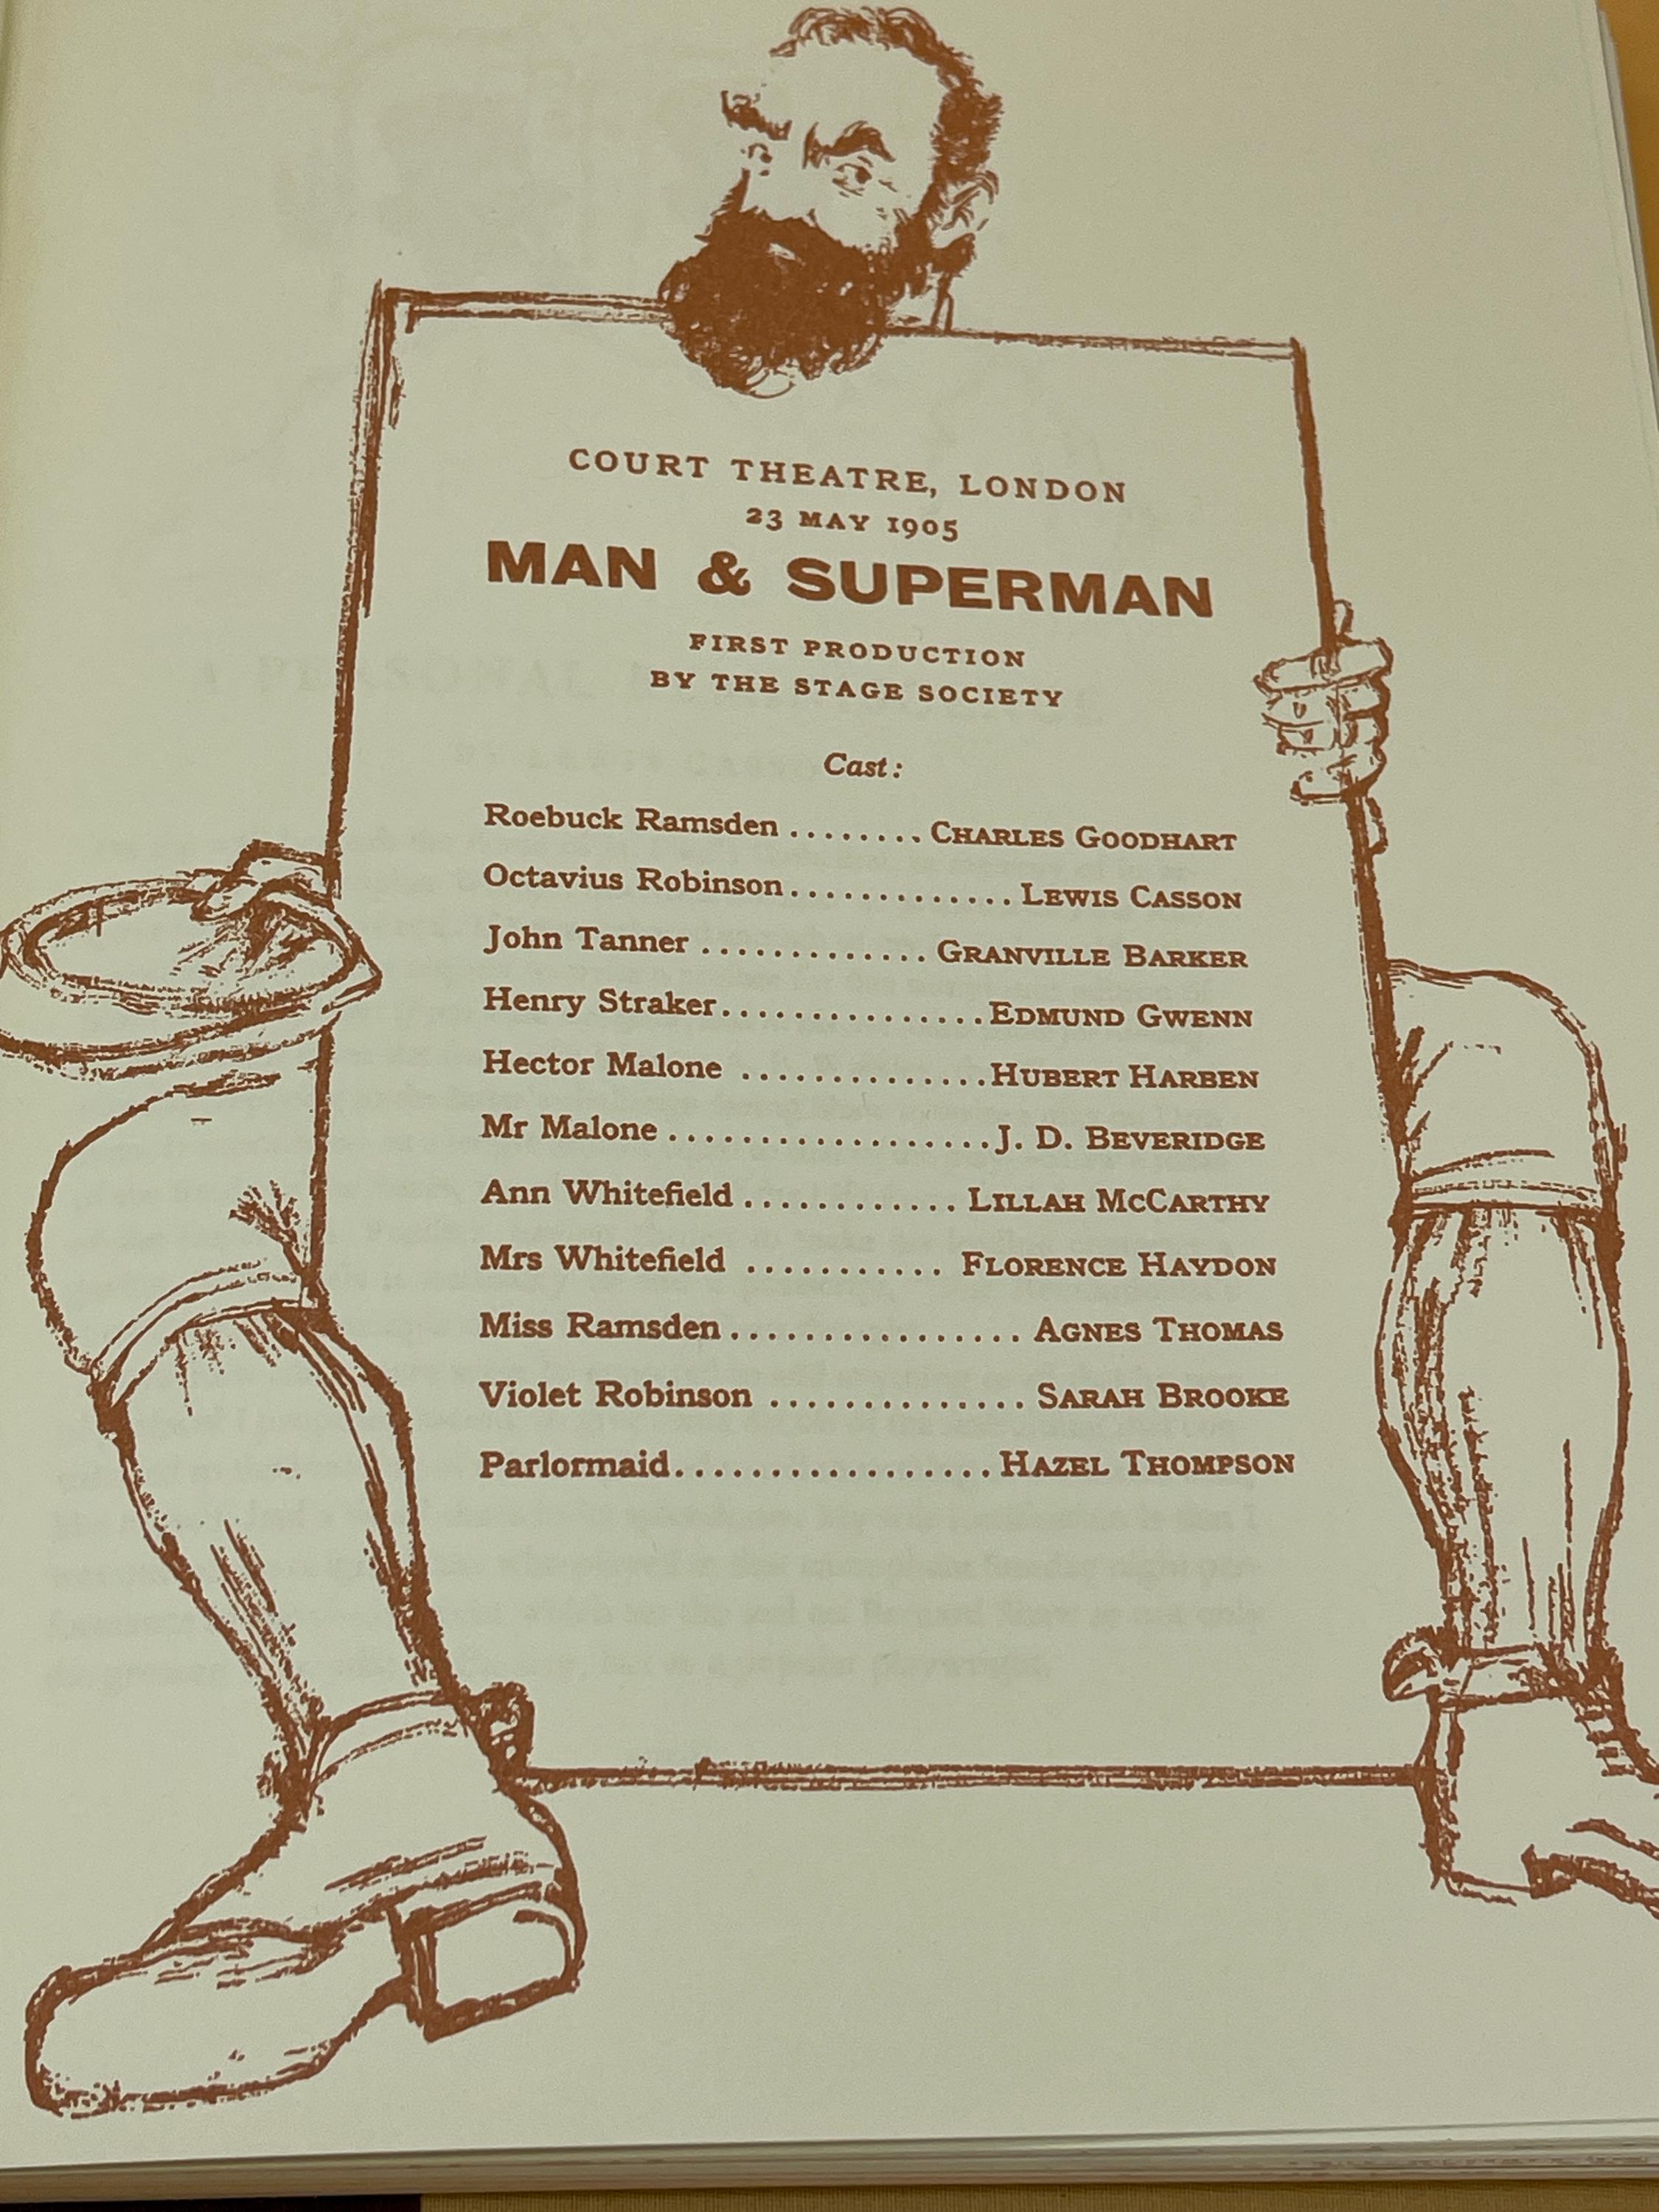 COURT THEATRE, LONDON
23 MAY 1905
MAN & SUPERMAN
FIRST PRODUCTION
BY THE STAGE SOCIETY
Cast:
Roebuck Ramsden ........ CHARLES GOODHART
Octavius Robinson ............. LEWIS CASSON
John Tanner ............. GRANVILLE BARKER
Henry Straker ................ EDMUND GWENN
Hector Malone .............. HUBERT HARBEN
Mr Malone ................... J. D. BEVERIDGE
Ann Whitefield ............ LILLAH MCCARTHY
Mrs Whitefield ........... FLORENCE HAYDON
Miss Ramsden ................. AGNES THOMAS
Violet Robinson ............... SARAH BROOKE
Parlormaid................... HAZEL THOMPSON